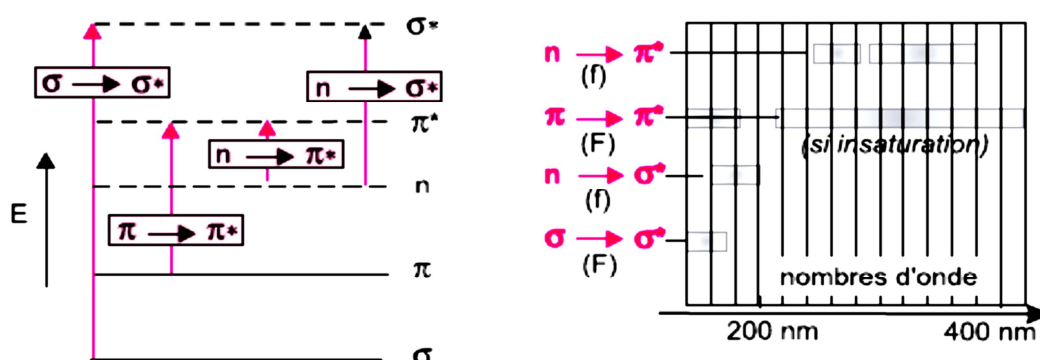 σ*
σ → σ*
n → σ*
π*
n → π*
n
E
π → π*
π
σ
n → π*
(f)
π → π*
(F)
(si insaturation)
n → σ*
(f)
σ → σ*
(F)
nombres d'onde
200 nm
400 nm